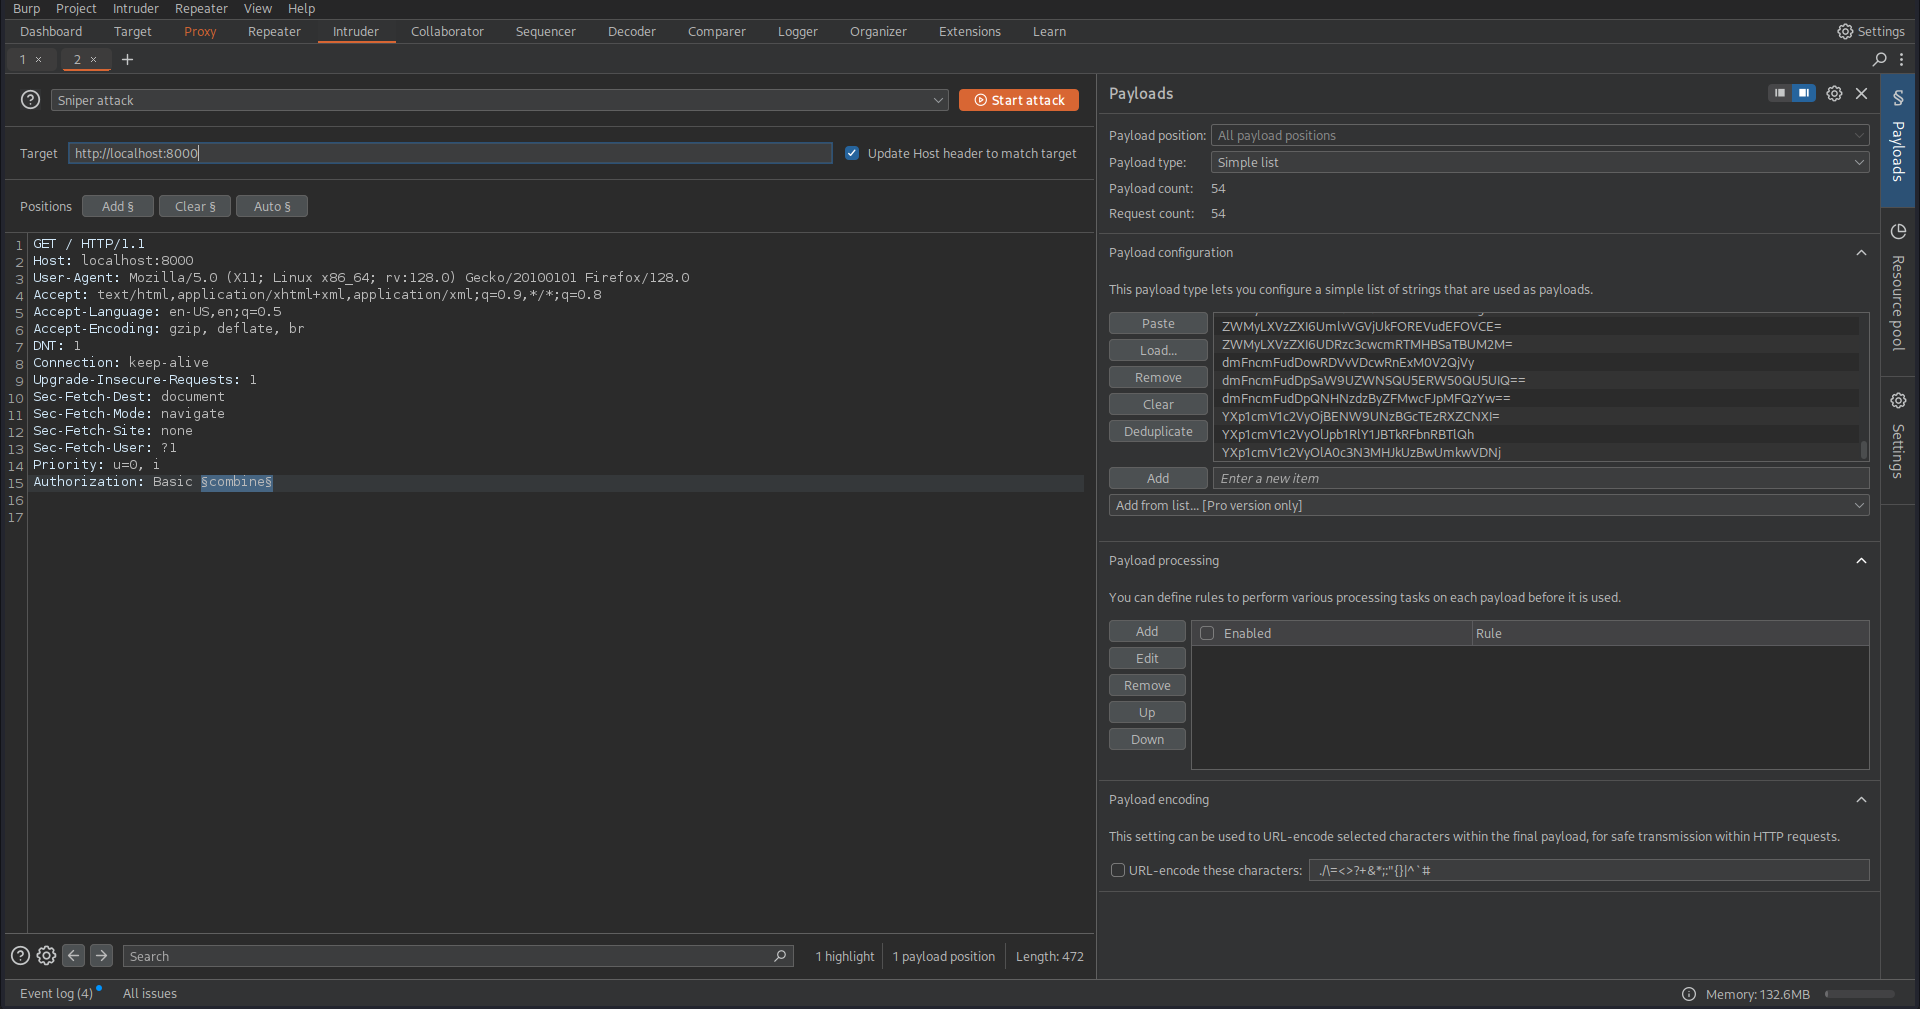 Burp Project Intruder Repeater View Help
Dashboard Target Proxy Repeater Intruder Collaborator Sequencer Decoder Comparer Logger Organizer Extensions Learn Settings
1 × 2 × +
Sniper attack
Start attack
Target http://localhost:8000
Update Host header to match target
Positions Add § Clear § Auto §
1 GET / HTTP/1.1
2 Host: localhost:8000
3 User-Agent: Mozilla/5.0 (X11; Linux x86_64; rv:128.0) Gecko/20100101 Firefox/128.0
4 Accept: text/html,application/xhtml+xml,application/xml;q=0.9,*/*;q=0.8
5 Accept-Language: en-US,en;q=0.5
6 Accept-Encoding: gzip, deflate, br
7 DNT: 1
8 Connection: keep-alive
9 Upgrade-Insecure-Requests: 1
10 Sec-Fetch-Dest: document
11 Sec-Fetch-Mode: navigate
12 Sec-Fetch-Site: none
13 Sec-Fetch-User: ?1
14 Priority: u=0, i
15 Authorization: Basic §combine§
16
17
Search
1 highlight
1 payload position
Length: 472
Payloads
Payload position: All payload positions
Payload type: Simple list
Payload count: 54
Request count: 54
Payload configuration
This payload type lets you configure a simple list of strings that are used as payloads.
Paste
Load...
Remove
Clear
Deduplicate
ZWMyLXVzZXI6UmlvVGVjUkFOREVudEFOVCE=
ZWMyLXVzZXI6UDRzc3cwcmRTMHBSaTBUM2M=
dmFncmFudDowRDVvVDcwRnExM0V2QjVy
dmFncmFudDpSaW9UZWNSQU5ERW50QU5UIQ==
dmFncmFudDpQNHNzdzByZFMwcFJpMFQzYw==
YXp1cmV1c2VyOjBENW9UNzBGcTEzRXZCNXI=
YXp1cmV1c2VyOlJpb1RlY1JBTkRFbnRBTlQh
YXp1cmV1c2VyOlA0c3N3MHJkUzBwUmkwVDNj
Add Enter a new item
Add from list... [Pro version only]
Payload processing
You can define rules to perform various processing tasks on each payload before it is used.
Add
Edit
Remove
Up
Down
Enabled Rule
Payload encoding
This setting can be used to URL-encode selected characters within the final payload, for safe transmission within HTTP requests.
URL-encode these characters: ./\=<>?+&*;:"{}|^`#
§ Payloads
Resource pool
Settings
Event log (4) All issues
Memory: 132.6MB